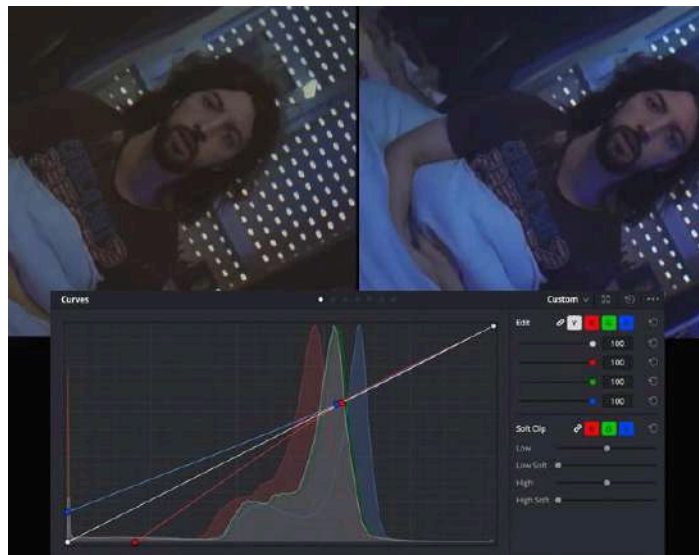 Curves
Custom
Edit
Y
100
100
100
100
Soft Clip
Low
Low Soft
High
High Soft